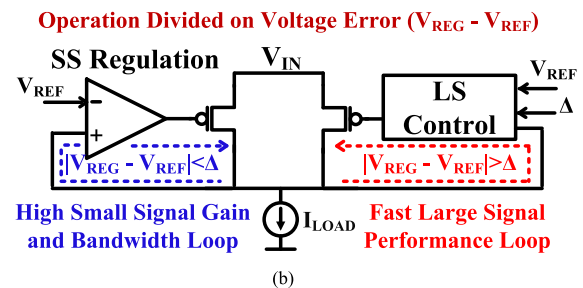 Operation Divided on Voltage Error (VREG - VREF)
SS Regulation
VIN
VREF
-
+
LS
Control
VREF
Δ
|VREG - VREF|<Δ
|VREG - VREF|>Δ
High Small Signal Gain
and Bandwidth Loop
ILOAD
Fast Large Signal
Performance Loop
(b)